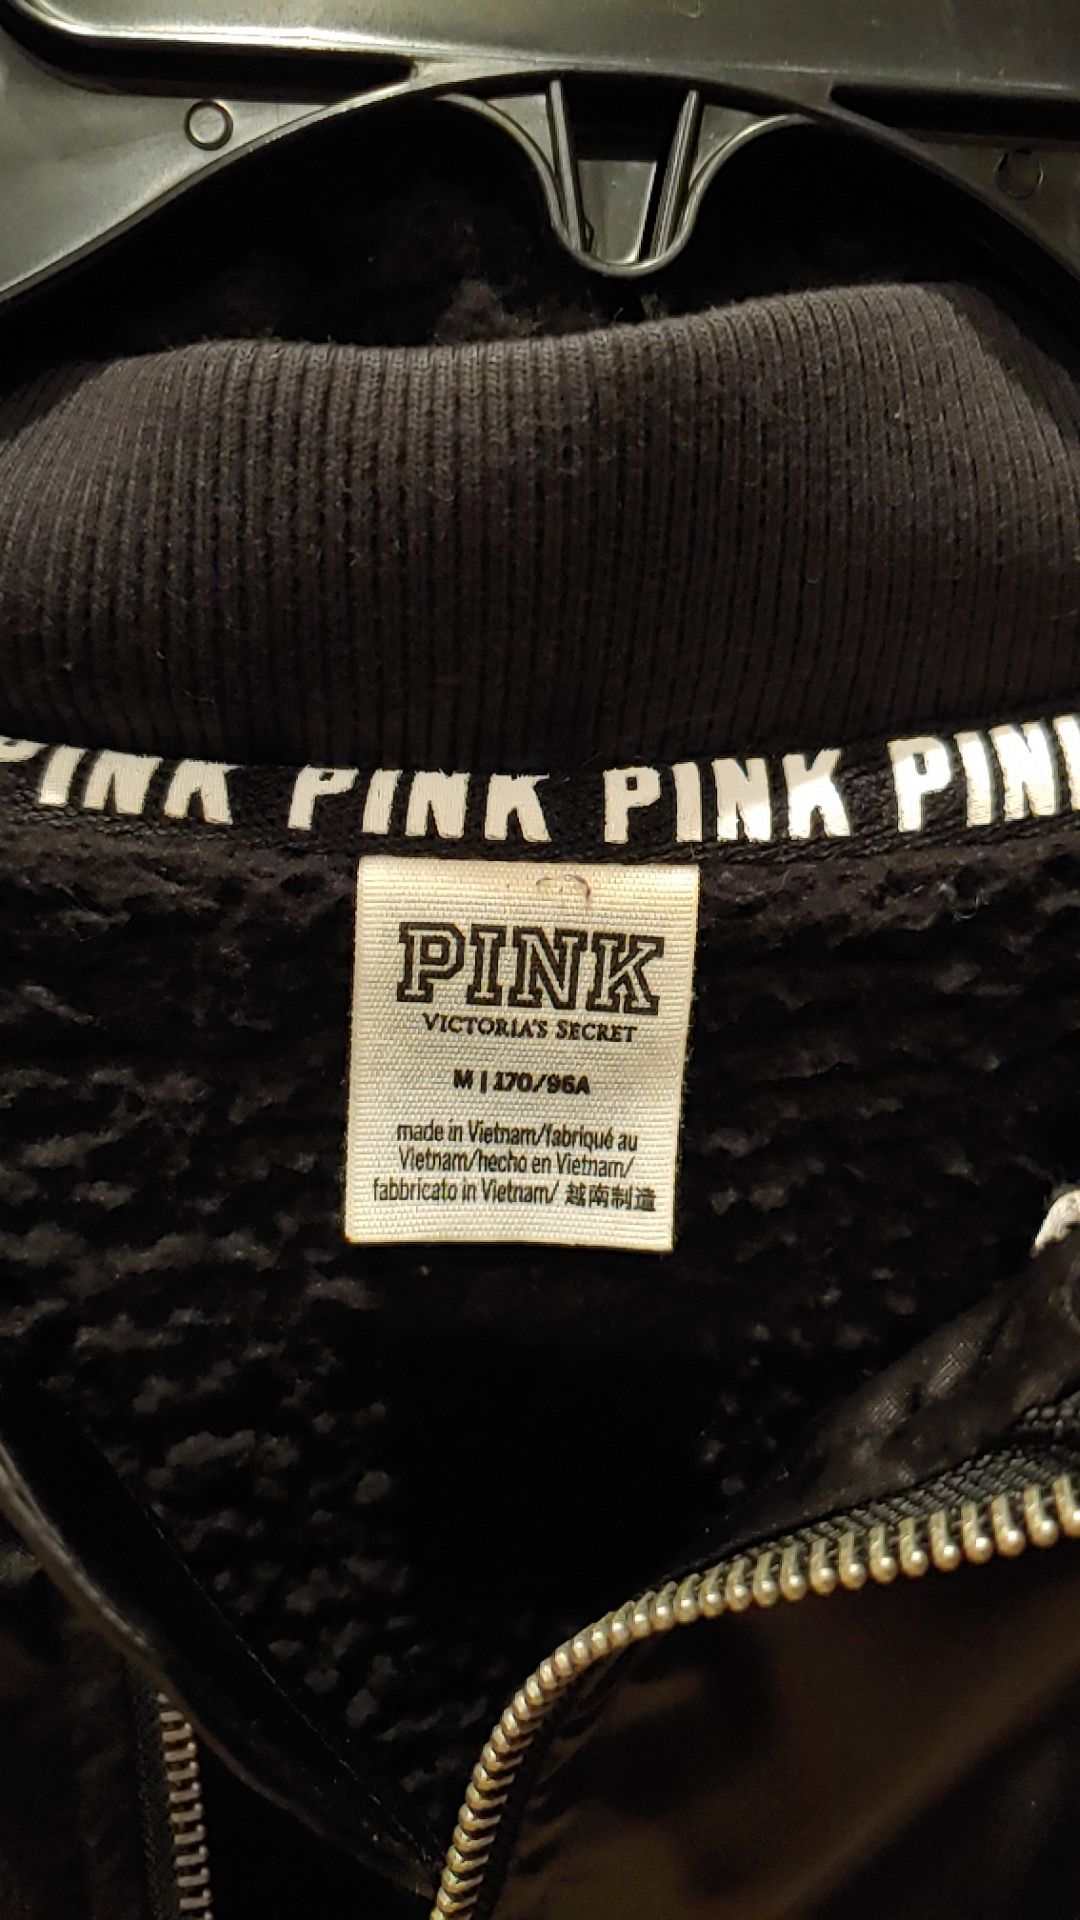 PINK PINK PINK PINK
PINK
VICTORIA'S SECRET
M | 170/96A
made in Vietnam/fabriqué au
Vietnam/hecho en Vietnam/
fabbricato in Vietnam/ 越南制造